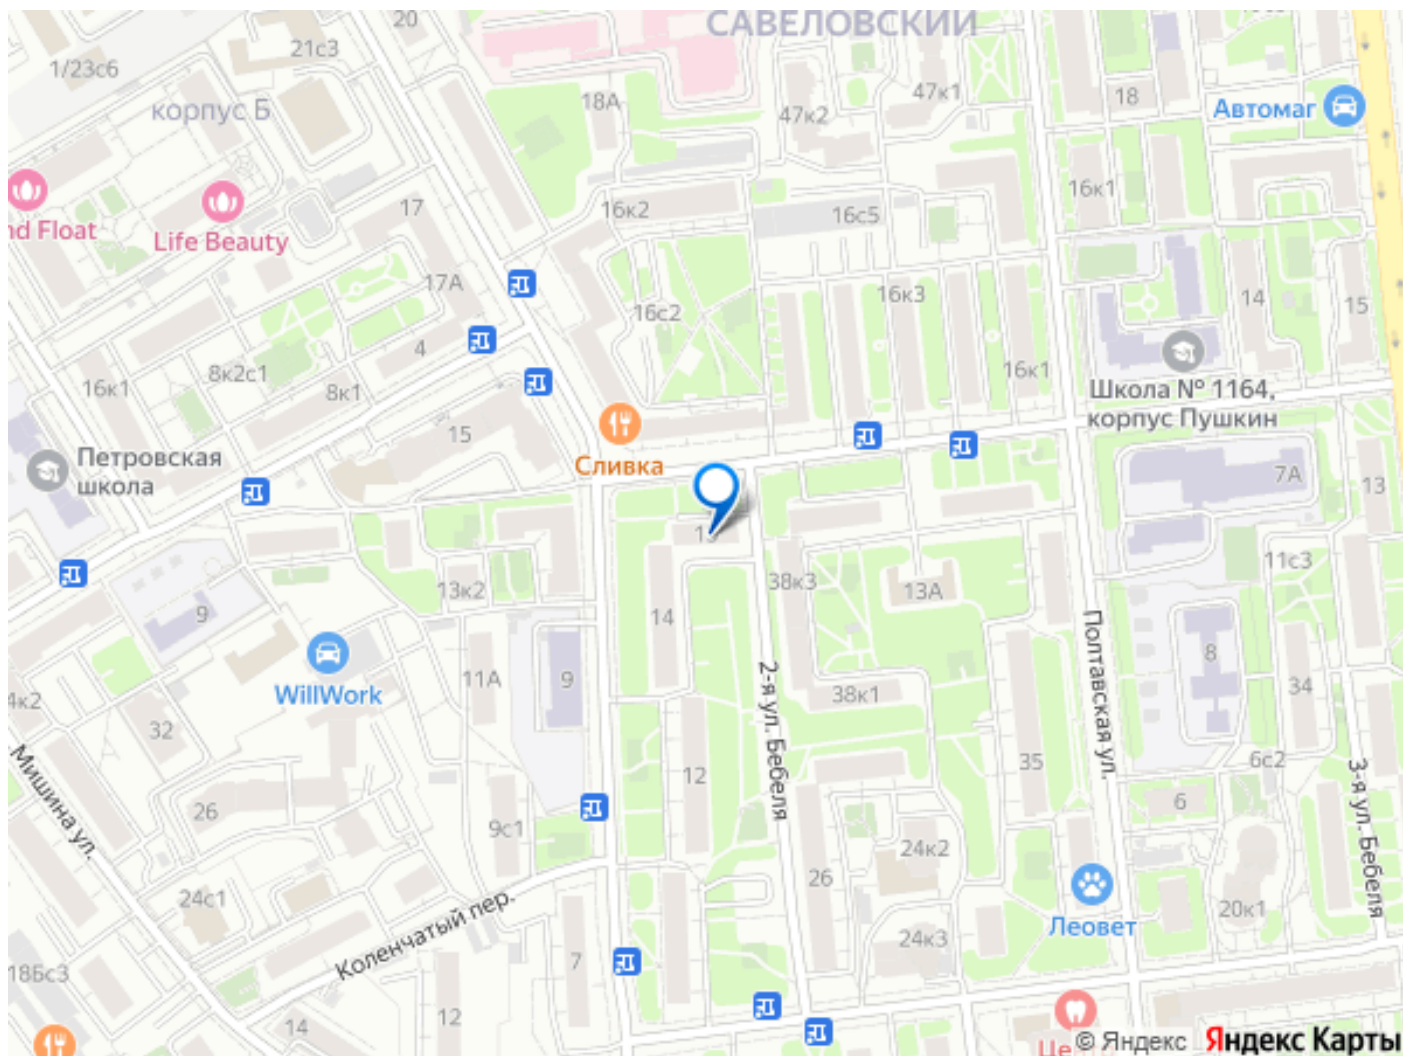 САВЕЛОВСКИЙ
20
21с3
1/23с6
корпус Б
18А
47к2
47к1
18
Автомаг
nd Float
Life Beauty
17
16к2
16с5
16к1
17А
16с2
16к3
14
15
4
8к2с1
8к1
16к1
16к1
Школа № 1164,
корпус Пушкин
15
Сливка
Петровская
школа
7А
13
9
13к2
14
38к3
13А
11с3
WillWork
11А
9
38к1
8
34
4к2
32
Мишина ул.
2-я ул. Бебеля
Полтавская ул.
3-я ул. Бебеля
12
35
6с2
6
26
9с1
24к2
26
24с1
Коленчатый пер.
Леовет
20к1
24к3
18Бс3
7
12
14
© Яндекс Яндекс Карты